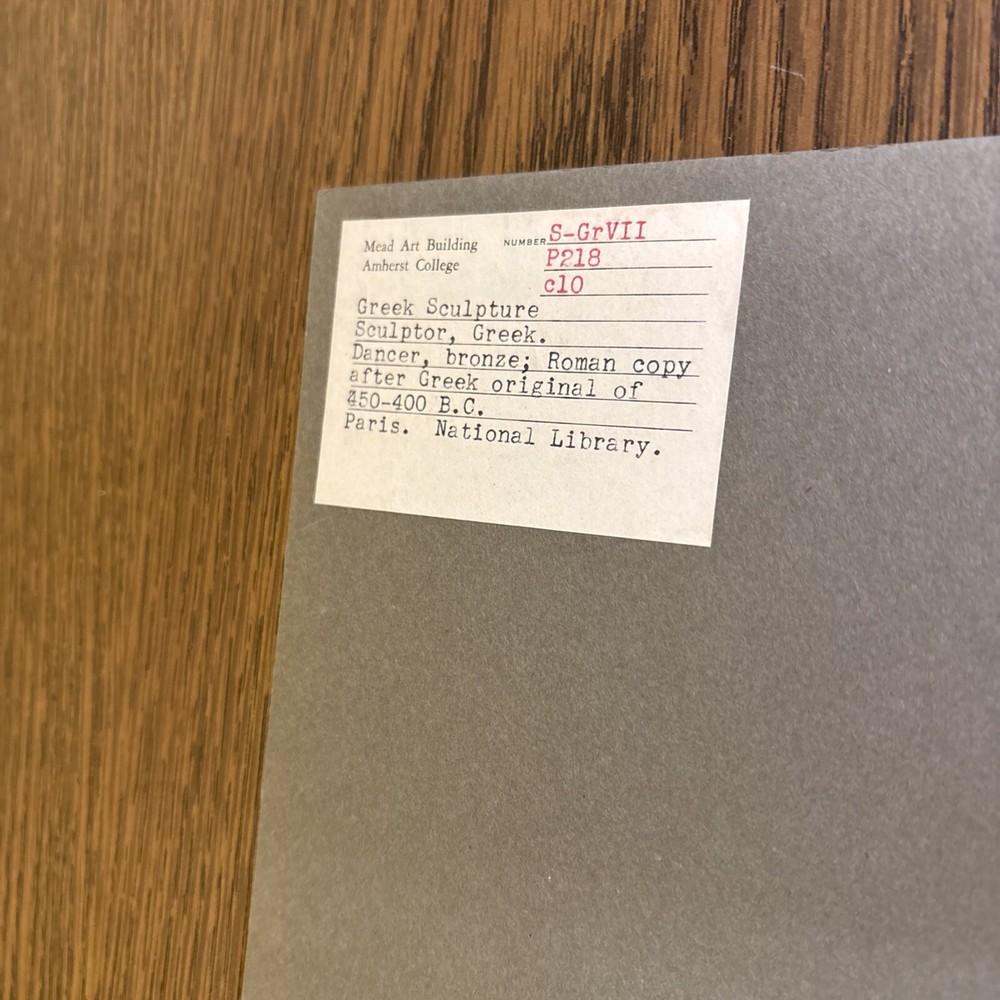 Mead Art Building
Amherst College
NUMBER S-GrVII
P218
c10
Greek Sculpture
Sculptor, Greek.
Dancer, bronze; Roman copy
after Greek original of
450-400 B.C.
Paris. National Library.